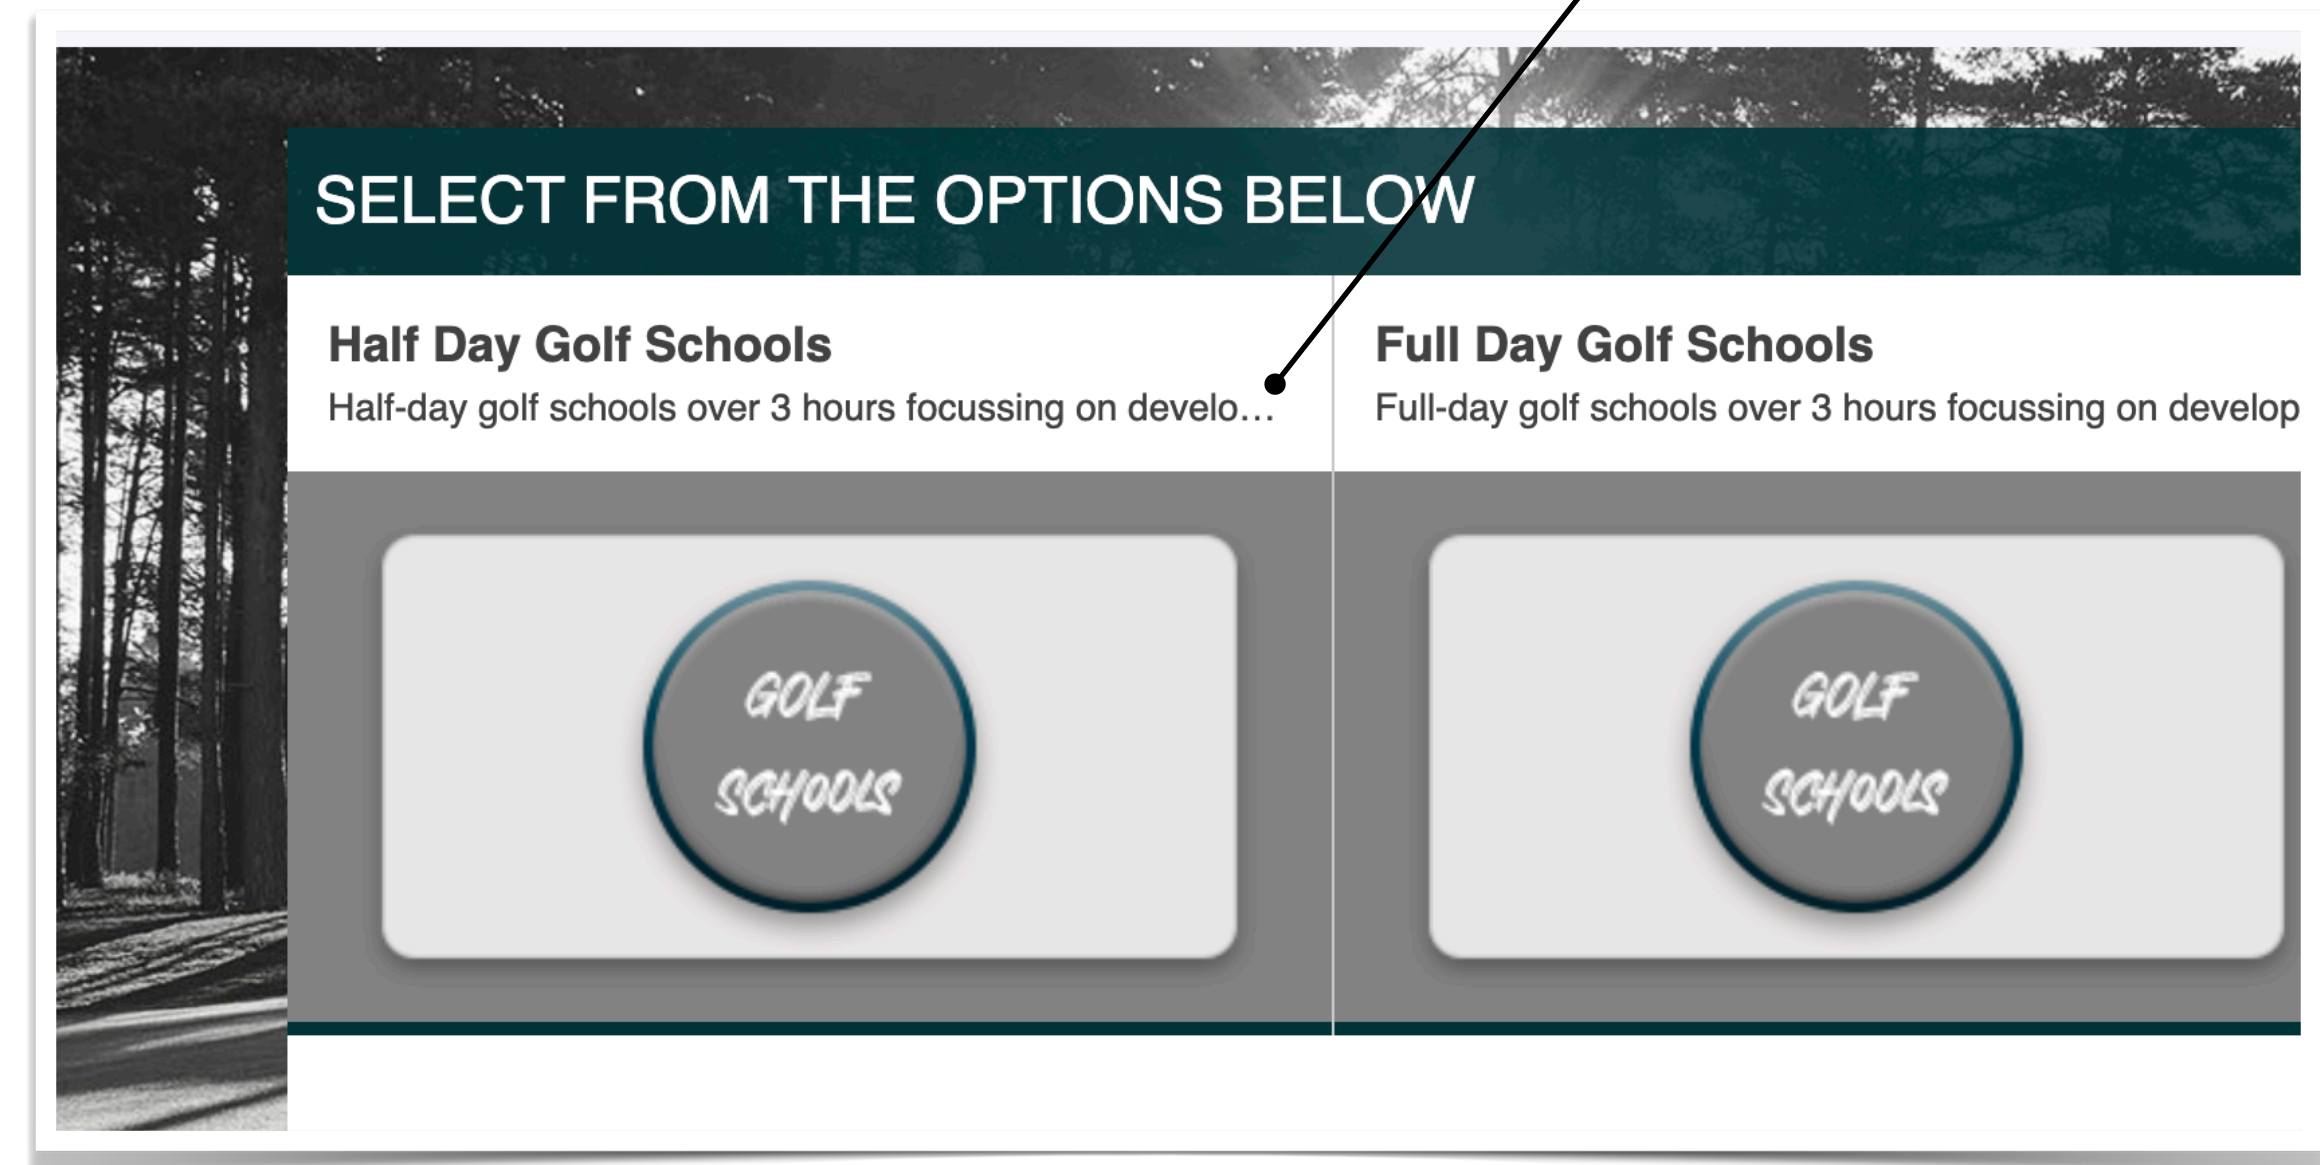 SELECT FROM THE OPTIONS BELOW
Half Day Golf Schools
Half-day golf schools over 3 hours focussing on develo...
Full Day Golf Schools
Full-day golf schools over 3 hours focussing on develop
GOLF
SCHOOLS
GOLF
SCHOOLS